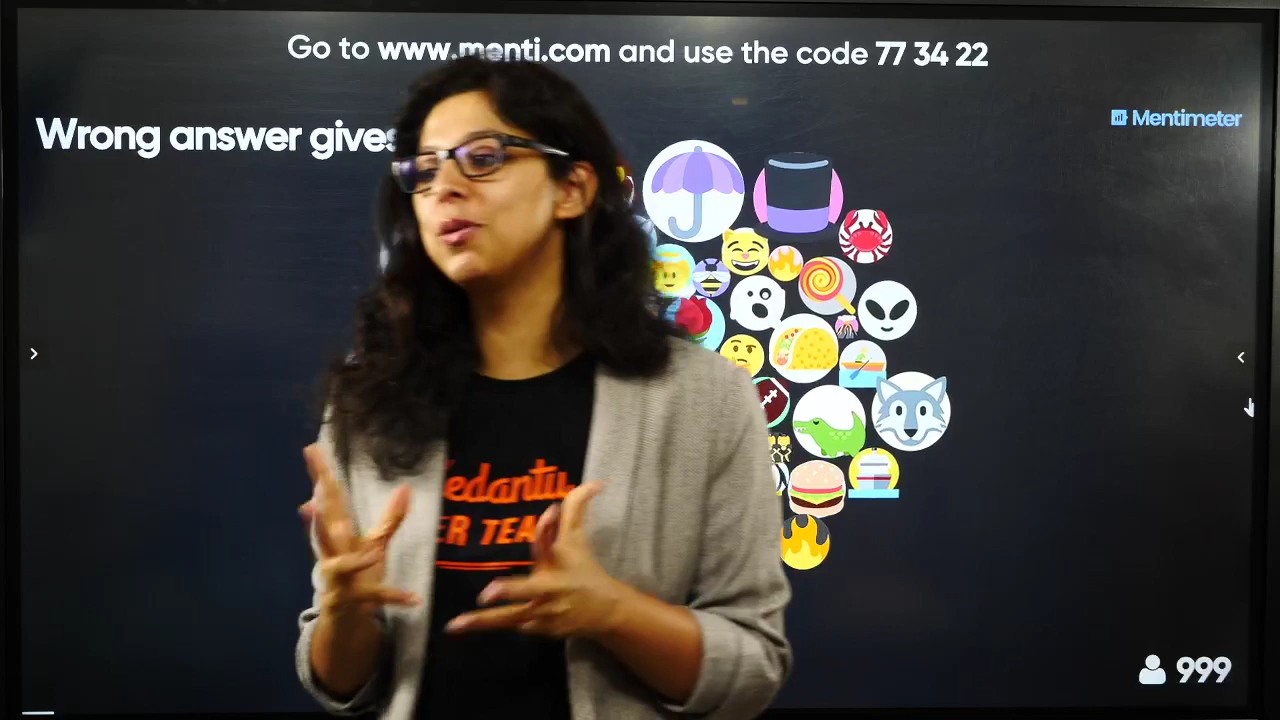 Go to www.menti.com and use the code 77 34 22
Wrong answer gives
Mentimeter
edantu
ER TEA
999